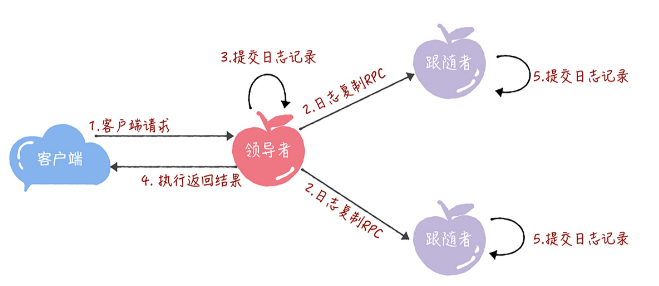 3.提交日志记录
跟随者
5.提交日志记录
2.日志复制RPC
1.客户端请求
客户端
领导者
4. 执行返回结果
2.日志复制RPC
跟随者
5.提交日志记录